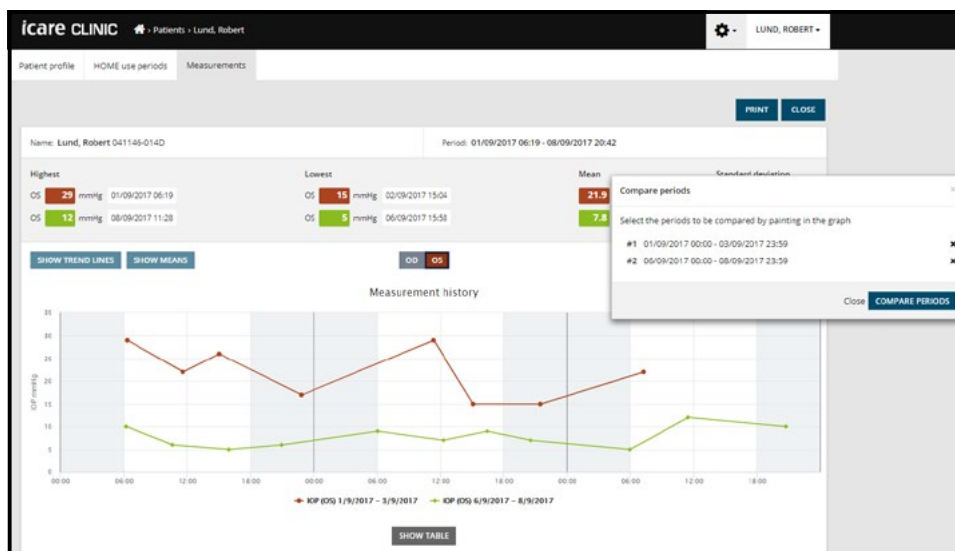 icare CLINIC › Patients › Lund, Robert LUND, ROBERT
Patient profile HOME use periods Measurements
PRINT CLOSE
Name: Lund, Robert 041146-014D Period: 01/09/2017 06:19 - 08/09/2017 20:42
Highest Lowest Mean Standard deviation
OS 29 mmHg 01/09/2017 06:19 OS 15 mmHg 02/09/2017 15:04 21.9
OS 12 mmHg 08/09/2017 11:28 OS 5 mmHg 06/09/2017 15:58 7.8
Compare periods ×
Select the periods to be compared by painting in the graph
#1 01/09/2017 00:00 - 03/09/2017 23:59 ×
#2 06/09/2017 00:00 - 08/09/2017 23:59 ×
Close COMPARE PERIODS
SHOW TREND LINES SHOW MEANS OD OS
Measurement history
IOP mmHg
35
30
25
20
15
10
5
0
00:00 06:00 12:00 18:00 00:00 06:00 12:00 18:00 00:00 06:00 12:00 18:00
IOP (OS) 1/9/2017 – 3/9/2017 IOP (OS) 6/9/2017 – 8/9/2017
SHOW TABLE